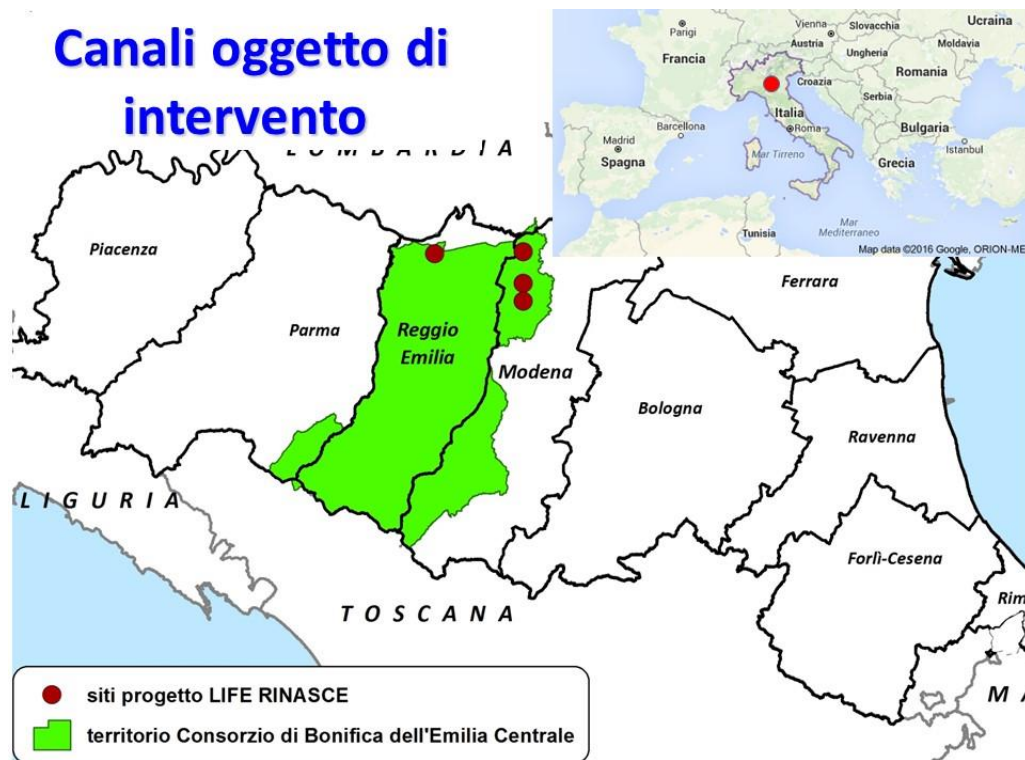 Canali oggetto di
intervento
Parigi
Vienna
Ucraina
Francia
Austria
Ungheria
Moldavia
Croazia
Romania
Serbia
Italia
Barcellona
Roma
Bulgaria
Madrid
Spagna
Mar Tirreno
Istanbul
Grecia
Tunisia
Mar
Mediterraneo
Map data ©2016 Google, ORION-ME
Piacenza
Parma
Reggio
Emilia
Modena
Ferrara
Bologna
Ravenna
LIGURIA
Forlì-Cesena
TOSCANA
Rim
MA
siti progetto LIFE RINASCE
territorio Consorzio di Bonifica dell'Emilia Centrale